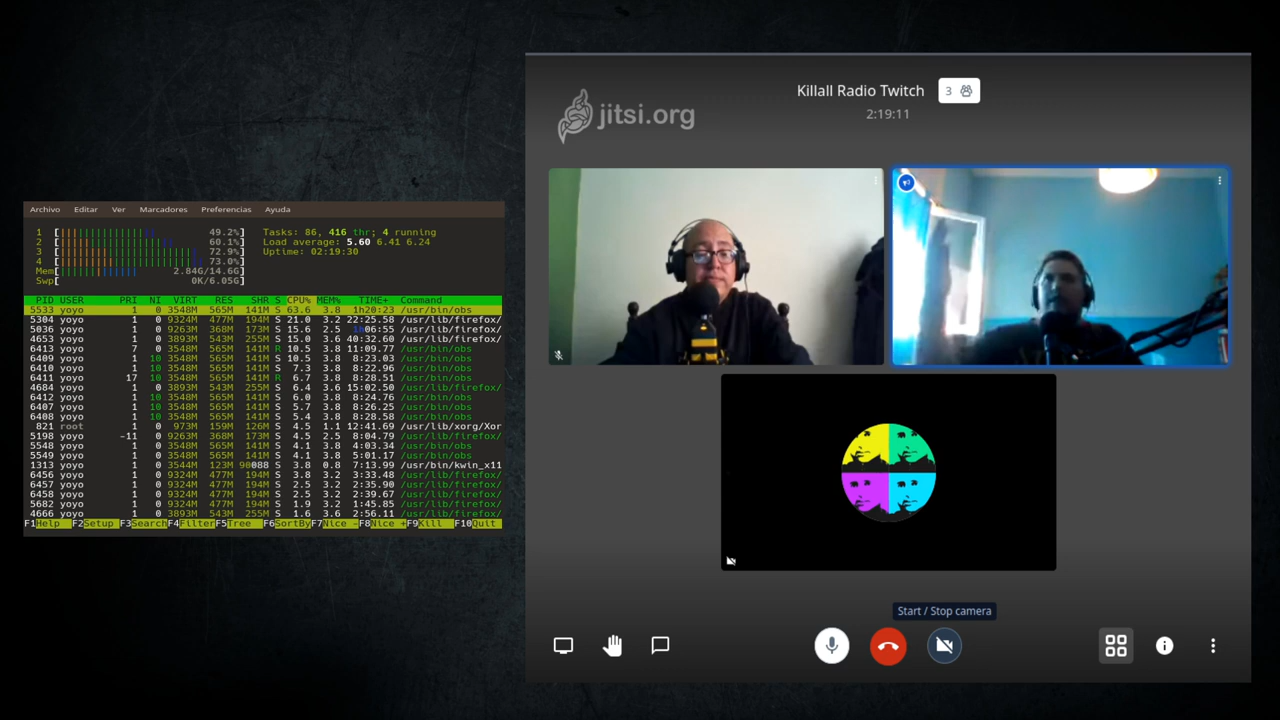 Archivo Editar Ver Marcadores Preferencias Ayuda
1 [|||||||||||||||||| 49.2%] Tasks: 86, 416 thr; 4 running
2 [|||||||||||||||||||||| 60.1%] Load average: 5.60 6.41 6.24
3 [|||||||||||||||||||||||||| 72.9%] Uptime: 02:19:30
4 [|||||||||||||||||||||||||||| 73.0%]
Mem[|||||||||||||||| 2.84G/14.6G]
Swp[ 0K/6.05G]
PID USER PRI NI VIRT RES SHR S CPU% MEM% TIME+ Command
5533 yoyo 1 0 3548M 565M 141M S 63.6 3.8 1h20:23 /usr/bin/obs
5304 yoyo 1 0 9324M 477M 194M S 21.0 3.2 22:25.58 /usr/lib/firefox/
5036 yoyo 1 0 9263M 368M 173M S 15.6 2.5 1h06:55 /usr/lib/firefox/
4653 yoyo 1 0 3893M 543M 255M S 15.0 3.6 40:32.60 /usr/lib/firefox/
6413 yoyo 7 0 3548M 565M 141M R 10.5 3.8 11:09.77 /usr/bin/obs
6409 yoyo 1 10 3548M 565M 141M S 10.5 3.8 8:23.03 /usr/bin/obs
6410 yoyo 1 10 3548M 565M 141M S 7.3 3.8 8:22.96 /usr/bin/obs
6411 yoyo 17 10 3548M 565M 141M R 6.7 3.8 8:28.51 /usr/bin/obs
4684 yoyo 1 0 3893M 543M 255M S 6.4 3.6 15:02.50 /usr/lib/firefox/
6412 yoyo 1 10 3548M 565M 141M S 6.0 3.8 8:24.76 /usr/bin/obs
6407 yoyo 1 10 3548M 565M 141M S 5.7 3.8 8:26.25 /usr/bin/obs
6408 yoyo 1 10 3548M 565M 141M S 5.4 3.8 8:28.58 /usr/bin/obs
821 root 1 0 973M 159M 126M S 4.5 1.1 12:41.69 /usr/lib/xorg/Xor
5198 yoyo -11 0 9263M 368M 173M S 4.5 2.5 8:04.79 /usr/lib/firefox/
5548 yoyo 1 0 3548M 565M 141M S 4.1 3.8 4:03.34 /usr/bin/obs
5549 yoyo 1 0 3548M 565M 141M S 4.1 3.8 5:01.17 /usr/bin/obs
1313 yoyo 1 0 3544M 123M 90088 S 3.8 0.8 7:13.99 /usr/bin/kwin_x11
6456 yoyo 1 0 9324M 477M 194M S 3.8 3.2 3:33.48 /usr/lib/firefox/
6457 yoyo 1 0 9324M 477M 194M S 2.5 3.2 2:35.90 /usr/lib/firefox/
6458 yoyo 1 0 9324M 477M 194M S 2.5 3.2 2:39.67 /usr/lib/firefox/
5682 yoyo 1 0 9324M 477M 194M S 1.9 3.2 1:45.85 /usr/lib/firefox/
4666 yoyo 1 0 3893M 543M 255M S 1.6 3.6 2:56.11 /usr/lib/firefox/
F1Help F2Setup F3SearchF4FilterF5Tree F6SortByF7Nice -F8Nice +F9Kill F10Quit
jitsi.org
Killall Radio Twitch 3
2:19:11
Start / Stop camera